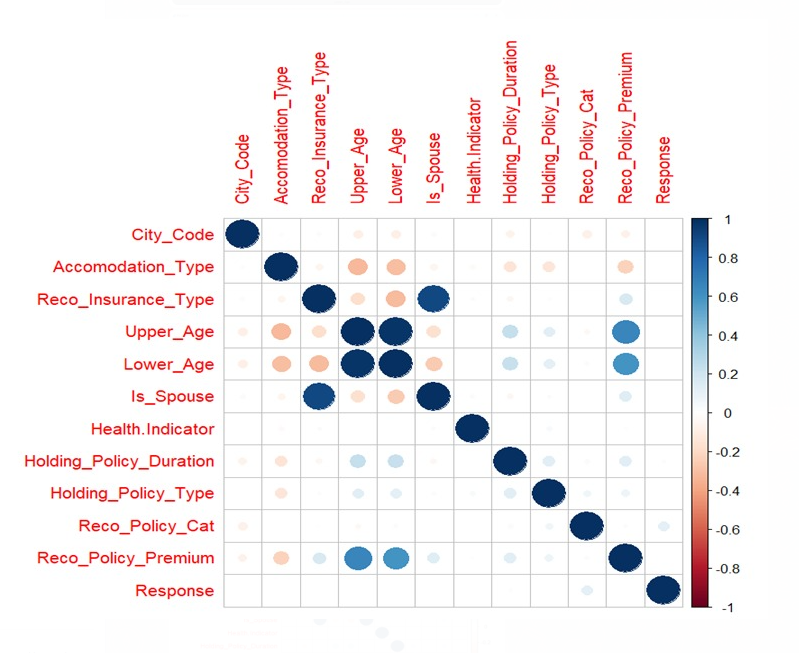 City_Code
Accomodation_Type
Reco_Insurance_Type
Upper_Age
Lower_Age
Is_Spouse
Health.Indicator
Holding_Policy_Duration
Holding_Policy_Type
Reco_Policy_Cat
Reco_Policy_Premium
Response
City_Code
Accomodation_Type
Reco_Insurance_Type
Upper_Age
Lower_Age
Is_Spouse
Health.Indicator
Holding_Policy_Duration
Holding_Policy_Type
Reco_Policy_Cat
Reco_Policy_Premium
Response
1
0.8
0.6
0.4
0.2
0
-0.2
-0.4
-0.6
-0.8
-1